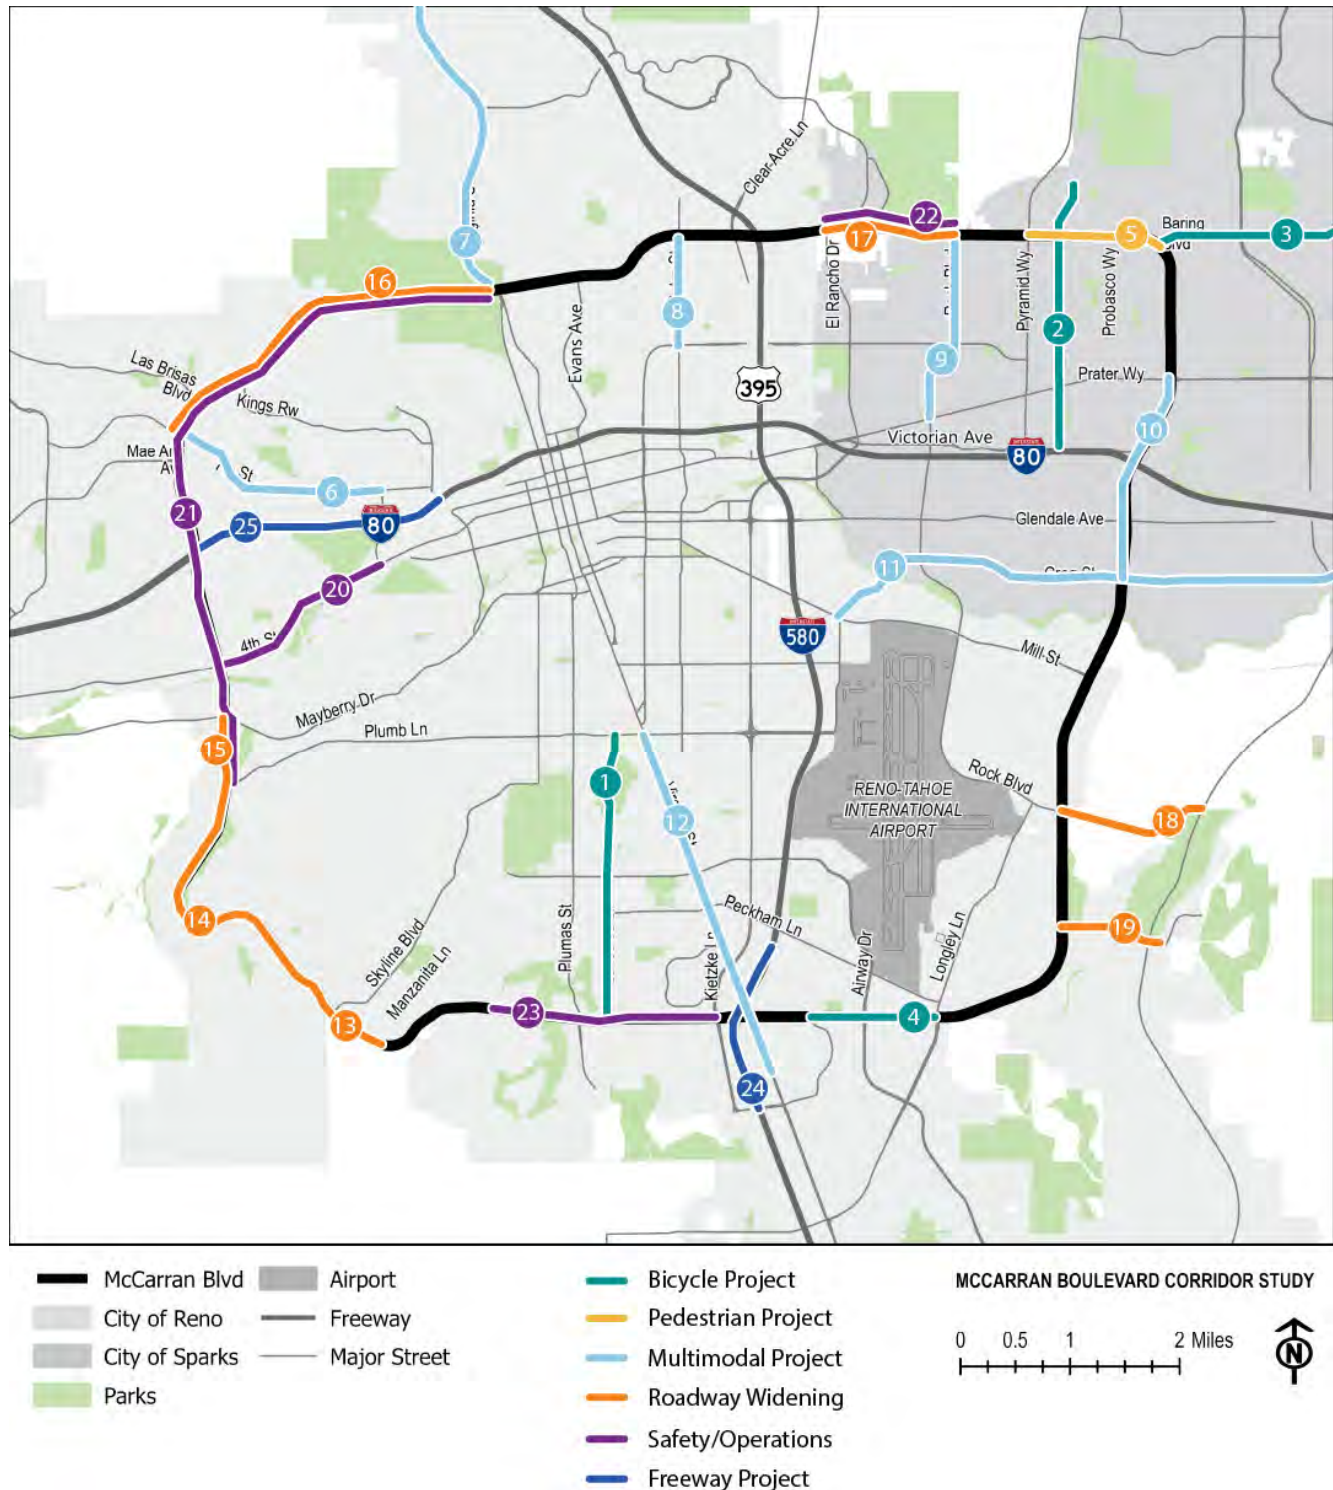 Clear Acre Ln
22
7
17
El Rancho Dr
Pyramid Wy
5
Probasco Wy
Baring
Blvd
3
16
8
Evans Ave
2
9
395
Prater Wy
Las Brisas
Blvd
Kings Rw
10
Victorian Ave
INTERSTATE
80
St
6
21
25
80
Glendale Ave
20
11
INTERSTATE
580
4th St
Mill St
Mayberry Dr
Plumb Ln
15
1
Rock Blvd
RENO-TAHOE
INTERNATIONAL
AIRPORT
12
18
14
Skyline Blvd
Manzanita Ln
Plumas St
Kietzke Ln
Peckham Ln
Airway Dr
Longley Ln
19
13
23
4
24
McCarran Blvd
City of Reno
City of Sparks
Parks
Airport
Freeway
Major Street
Bicycle Project
Pedestrian Project
Multimodal Project
Roadway Widening
Safety/Operations
Freeway Project
MCCARRAN BOULEVARD CORRIDOR STUDY
0 0.5 1 2 Miles
N